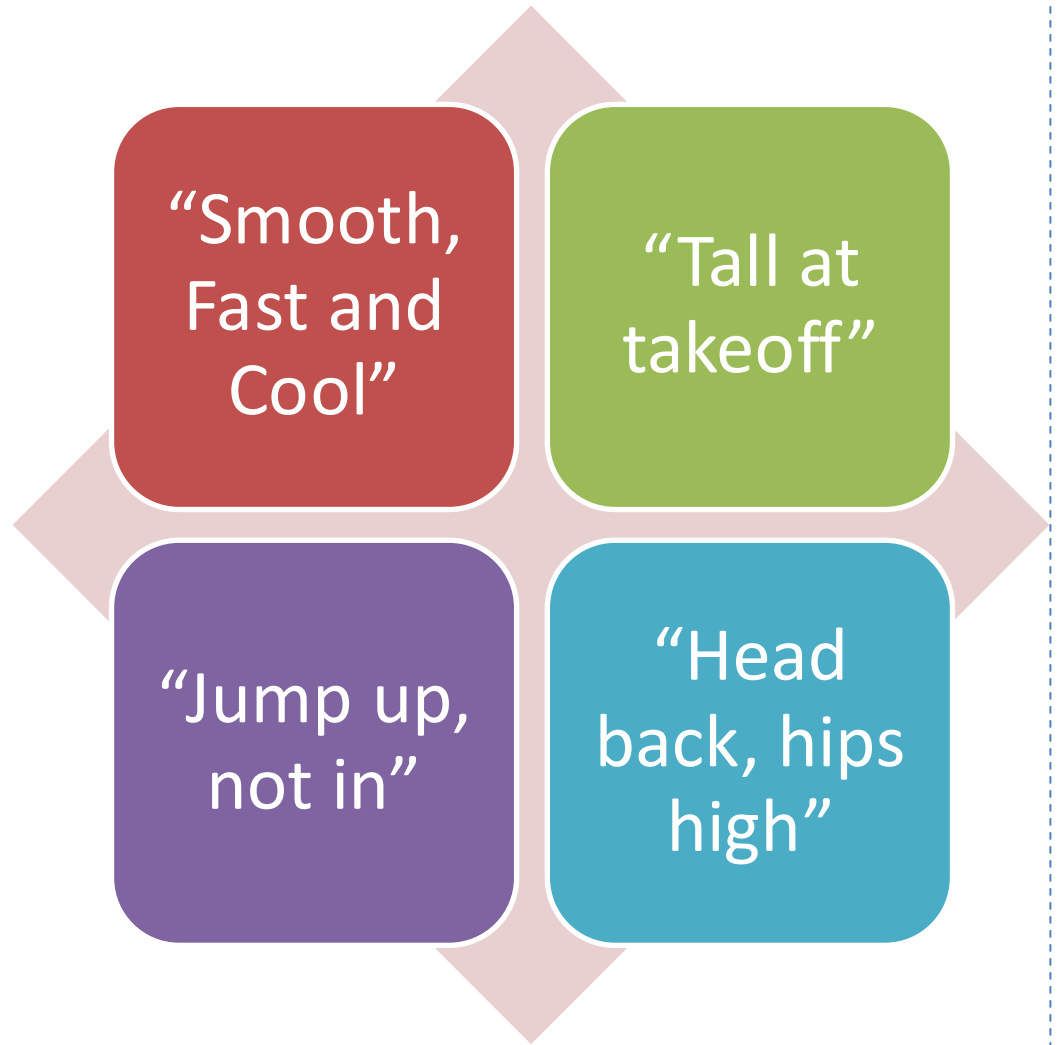 “Smooth,
Fast and
Cool”
“Tall at
takeoff”
“Jump up,
not in”
“Head
back, hips
high”